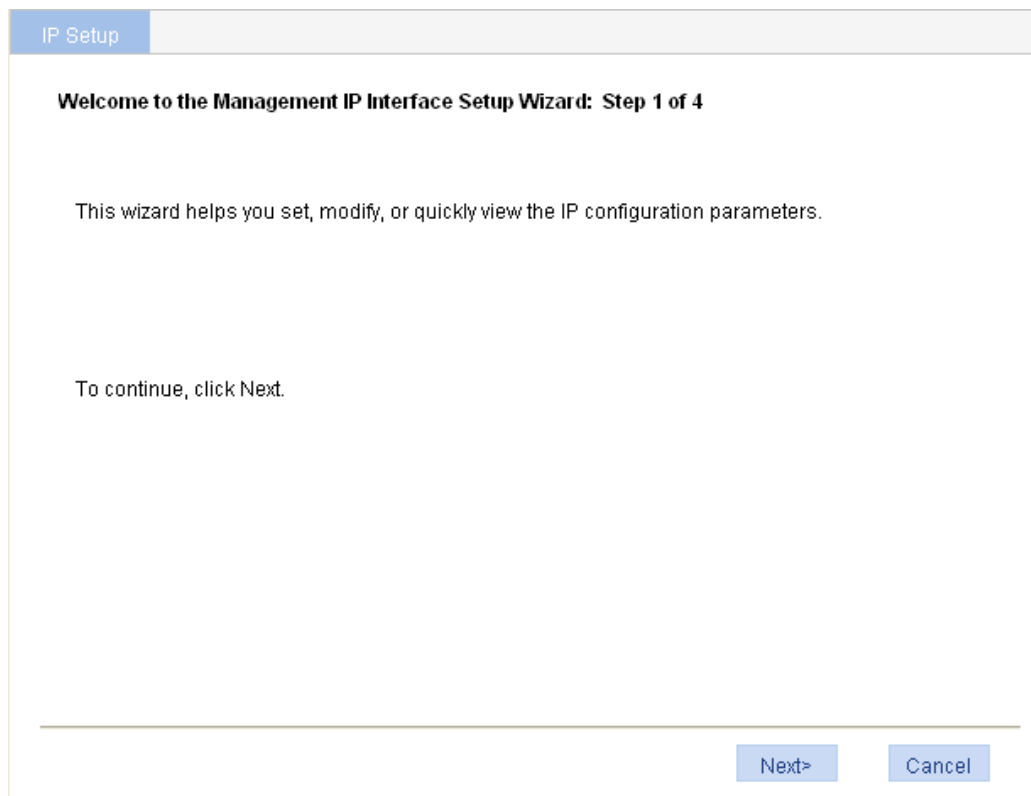 IP Setup
Welcome to the Management IP Interface Setup Wizard: Step 1 of 4
This wizard helps you set, modify, or quickly view the IP configuration parameters.
To continue, click Next.
Next>
Cancel